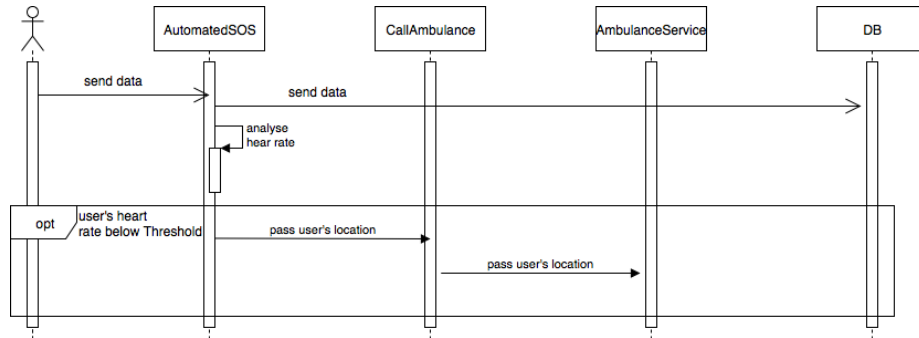 AutomatedSOS
CallAmbulance
AmbulanceService
DB
send data
send data
analyse
hear rate
opt
user's heart
rate below Threshold
pass user's location
pass user's location